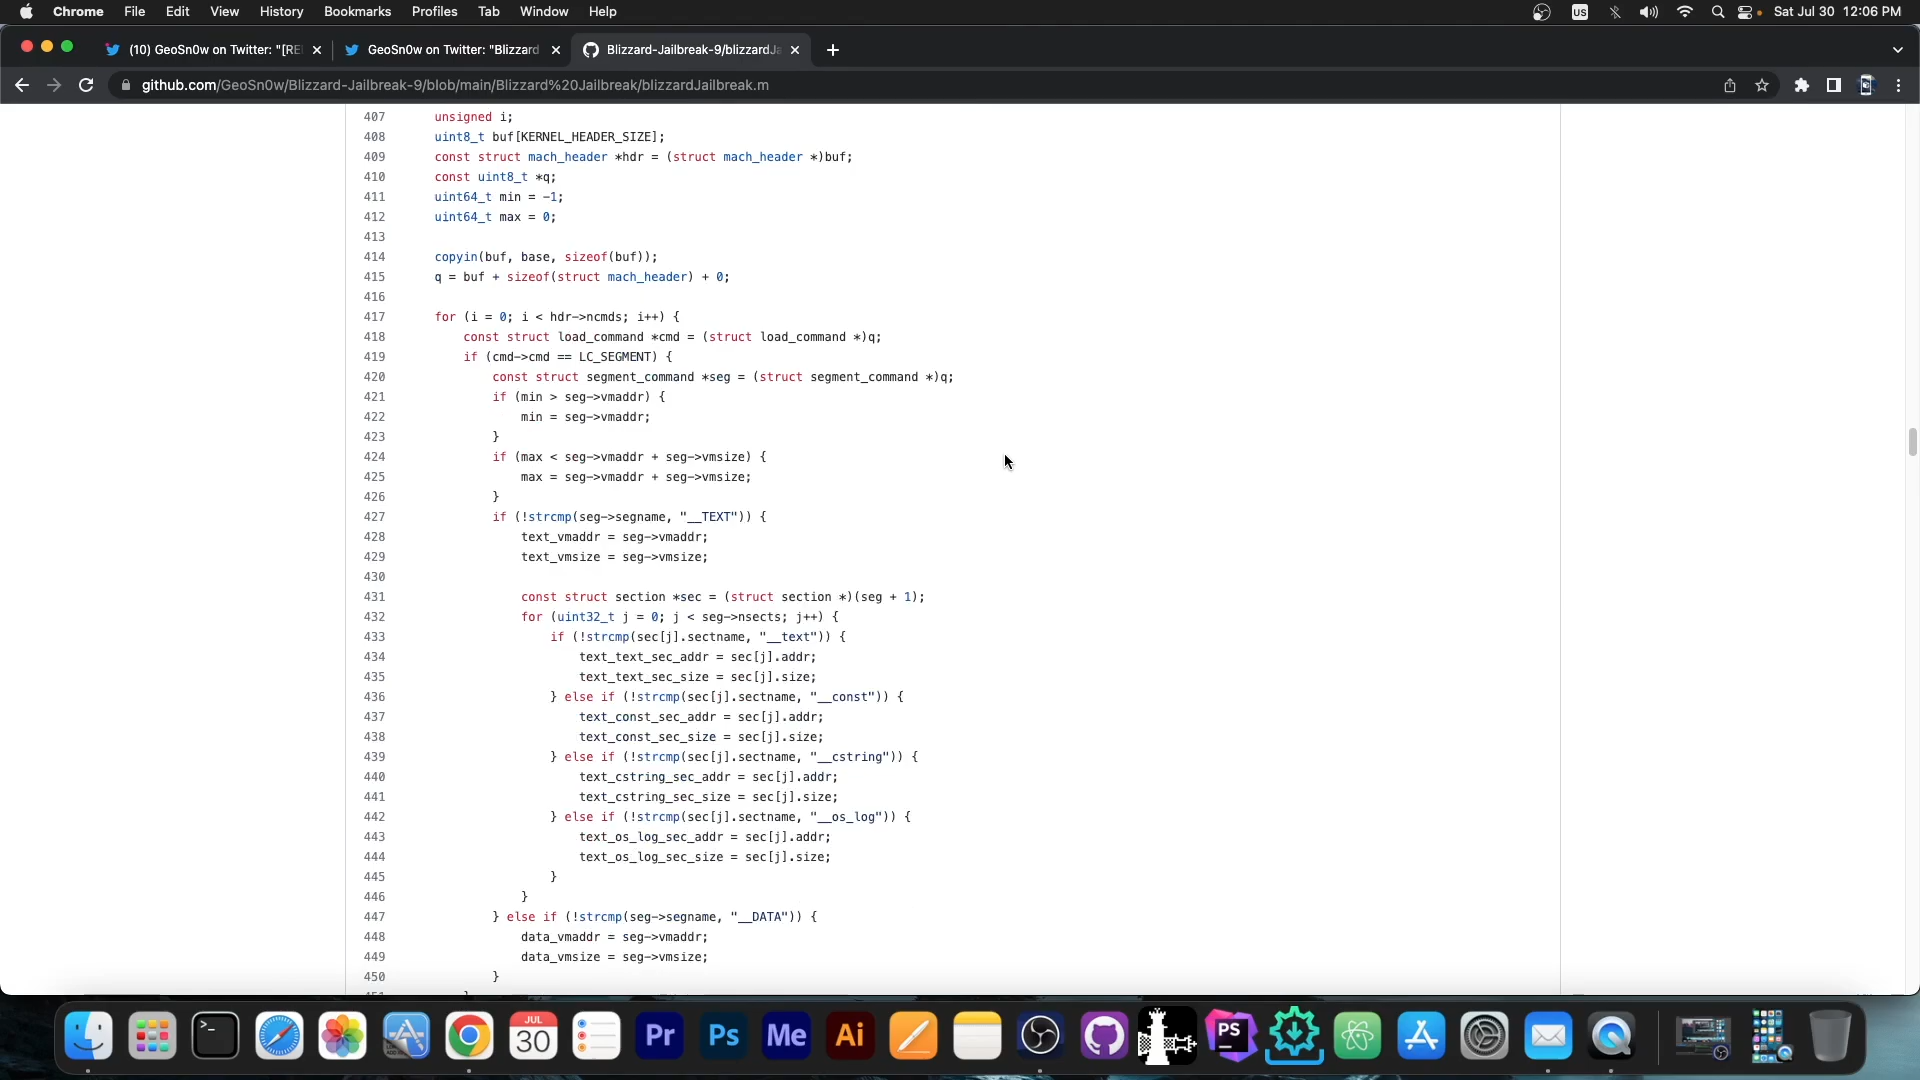 Chrome File Edit View History Bookmarks Profiles Tab Window Help US Sat Jul 30 12:06 PM
(10) GeoSn0w on Twitter: "[RE
GeoSn0w on Twitter: "Blizzard
Blizzard-Jailbreak-9/blizzardJa
github.com/GeoSn0w/Blizzard-Jailbreak-9/blob/main/Blizzard%20Jailbreak/blizzardJailbreak.m
407 unsigned i;
408 uint8_t buf[KERNEL_HEADER_SIZE];
409 const struct mach_header *hdr = (struct mach_header *)buf;
410 const uint8_t *q;
411 uint64_t min = -1;
412 uint64_t max = 0;
413
414 copyin(buf, base, sizeof(buf));
415 q = buf + sizeof(struct mach_header) + 0;
416
417 for (i = 0; i < hdr->ncmds; i++) {
418 const struct load_command *cmd = (struct load_command *)q;
419 if (cmd->cmd == LC_SEGMENT) {
420 const struct segment_command *seg = (struct segment_command *)q;
421 if (min > seg->vmaddr) {
422 min = seg->vmaddr;
423 }
424 if (max < seg->vmaddr + seg->vmsize) {
425 max = seg->vmaddr + seg->vmsize;
426 }
427 if (!strcmp(seg->segname, "__TEXT")) {
428 text_vmaddr = seg->vmaddr;
429 text_vmsize = seg->vmsize;
430
431 const struct section *sec = (struct section *)(seg + 1);
432 for (uint32_t j = 0; j < seg->nsects; j++) {
433 if (!strcmp(sec[j].sectname, "__text")) {
434 text_text_sec_addr = sec[j].addr;
435 text_text_sec_size = sec[j].size;
436 } else if (!strcmp(sec[j].sectname, "__const")) {
437 text_const_sec_addr = sec[j].addr;
438 text_const_sec_size = sec[j].size;
439 } else if (!strcmp(sec[j].sectname, "__cstring")) {
440 text_cstring_sec_addr = sec[j].addr;
441 text_cstring_sec_size = sec[j].size;
442 } else if (!strcmp(sec[j].sectname, "__os_log")) {
443 text_os_log_sec_addr = sec[j].addr;
444 text_os_log_sec_size = sec[j].size;
445 }
446 }
447 } else if (!strcmp(seg->segname, "__DATA")) {
448 data_vmaddr = seg->vmaddr;
449 data_vmsize = seg->vmsize;
450 }
JUL
30
Pr
Ps
Me
Ai
PS